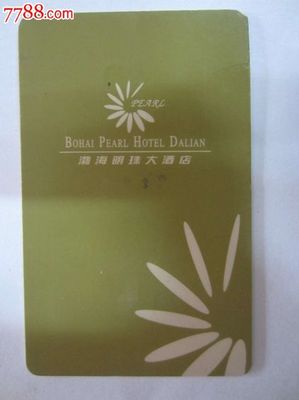 7788.com
PEARL
BOHAI PEARL HOTEL DALIAN
渤海明珠大酒店